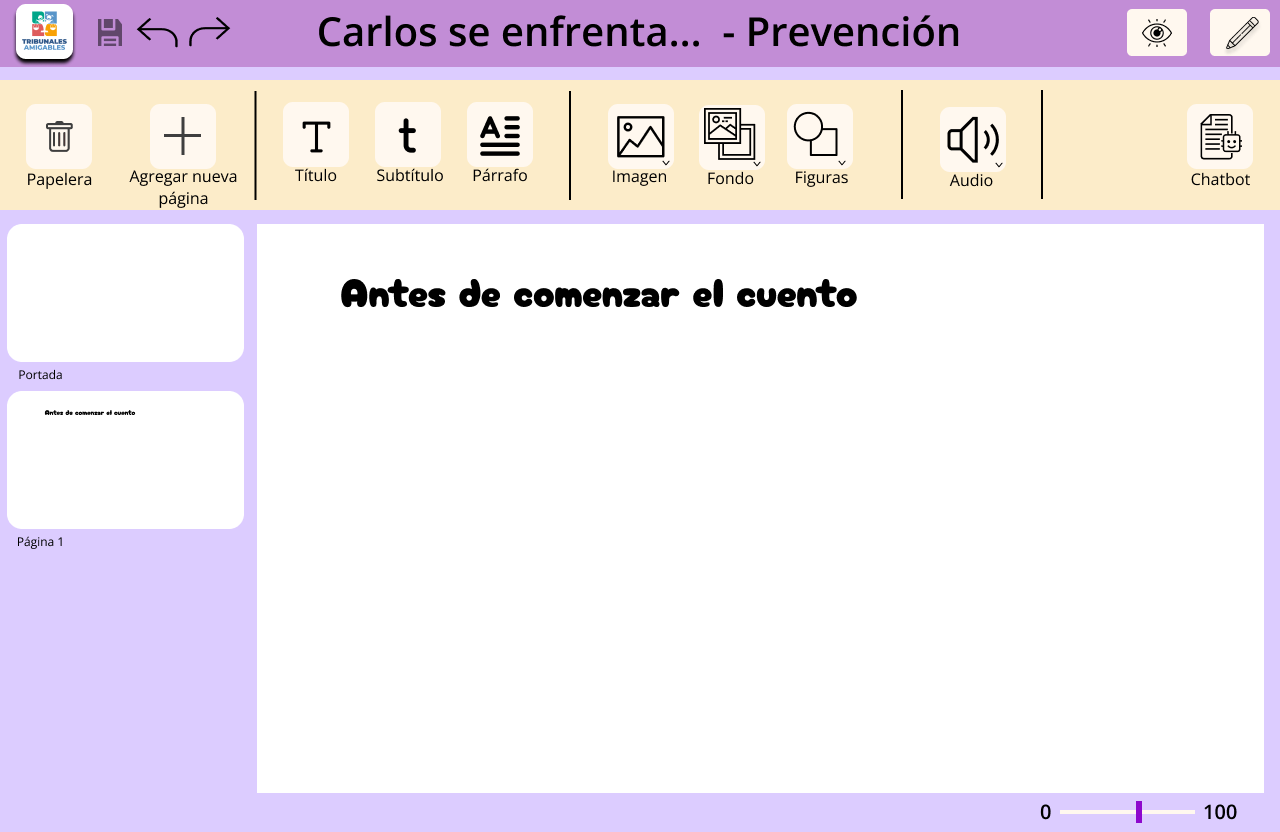 TRIBUNALES
AMIGABLES
Carlos se enfrenta... - Prevención
Papelera
Agregar nueva
página
T
Título
t
Subtítulo
A
Párrafo
Imagen
Fondo
Figuras
Audio
Chatbot
Portada
Antes de comenzar el cuento
Página 1
Antes de comenzar el cuento
0
100